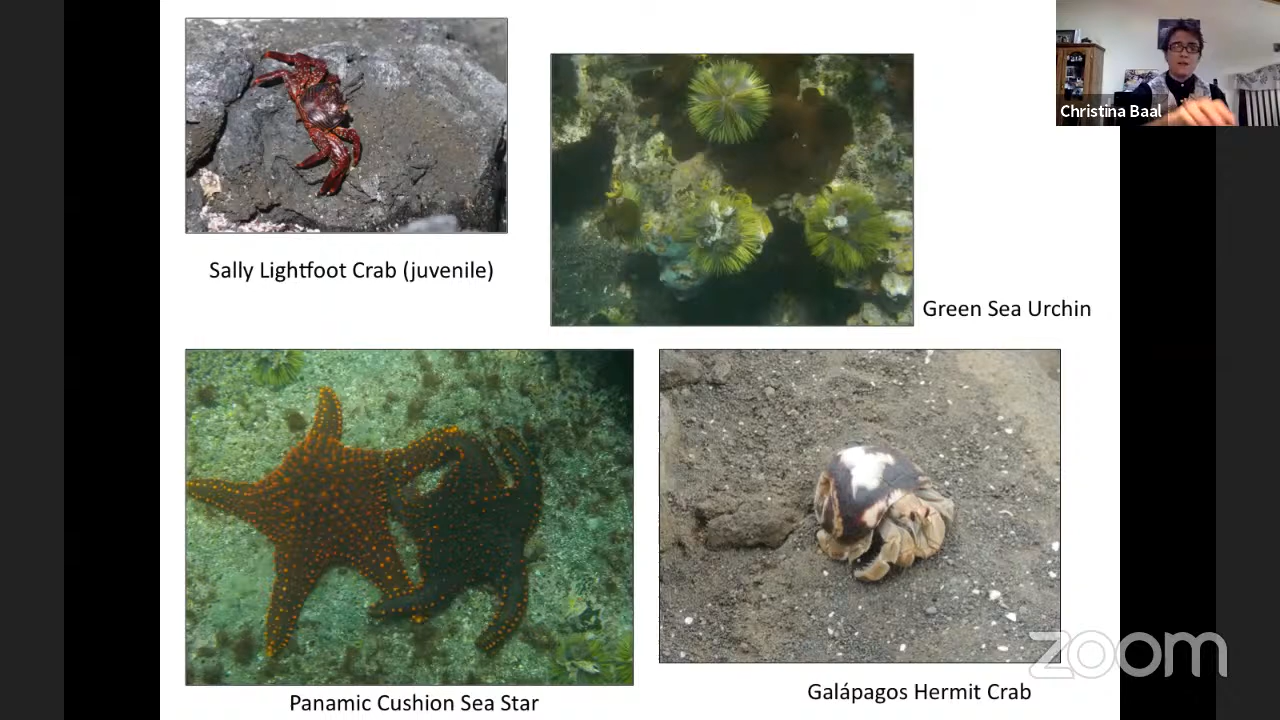 Christina Baal
Sally Lightfoot Crab (juvenile)
Green Sea Urchin
Panamic Cushion Sea Star
Galápagos Hermit Crab
zoom